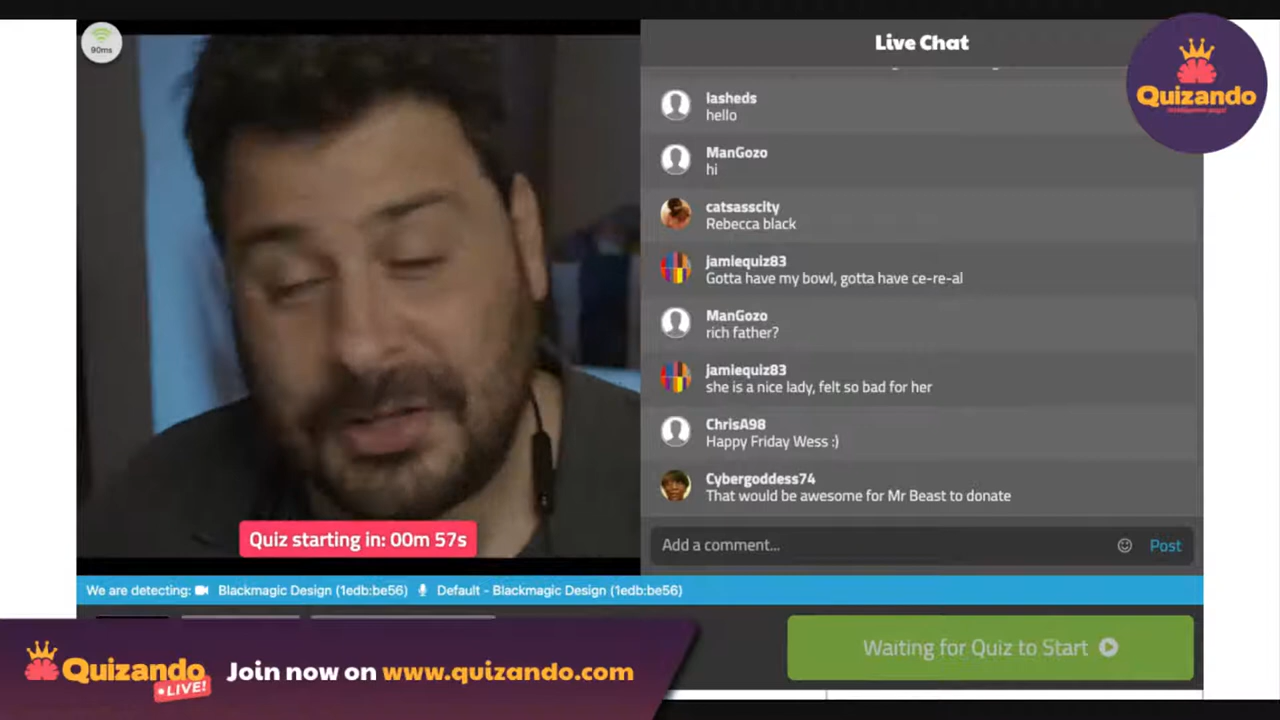 90ms
Live Chat
Quizando
lasheds
hello
ManGozo
hi
catsasscity
Rebecca black
jamiequiz83
Gotta have my bowl, gotta have ce-re-al
ManGozo
rich father?
jamiequiz83
she is a nice lady, felt so bad for her
ChrisA98
Happy Friday Wess :)
Cybergoddess74
That would be awesome for Mr Beast to donate
Quiz starting in: 00m 57s
Add a comment...
Post
We are detecting: Blackmagic Design (1edb:be56) Default - Blackmagic Design (1edb:be56)
Waiting for Quiz to Start
Quizando
LIVE!
Join now on www.quizando.com